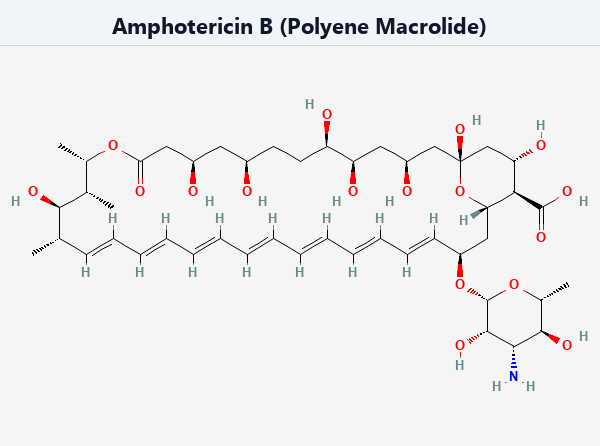 Amphotericin B (Polyene Macrolide)
H
O
H
O H
O O
O O O O O O O O
H H H H H H
H H H H H H H H
O
H H H H H H H
O O
H
O O
H
H N H